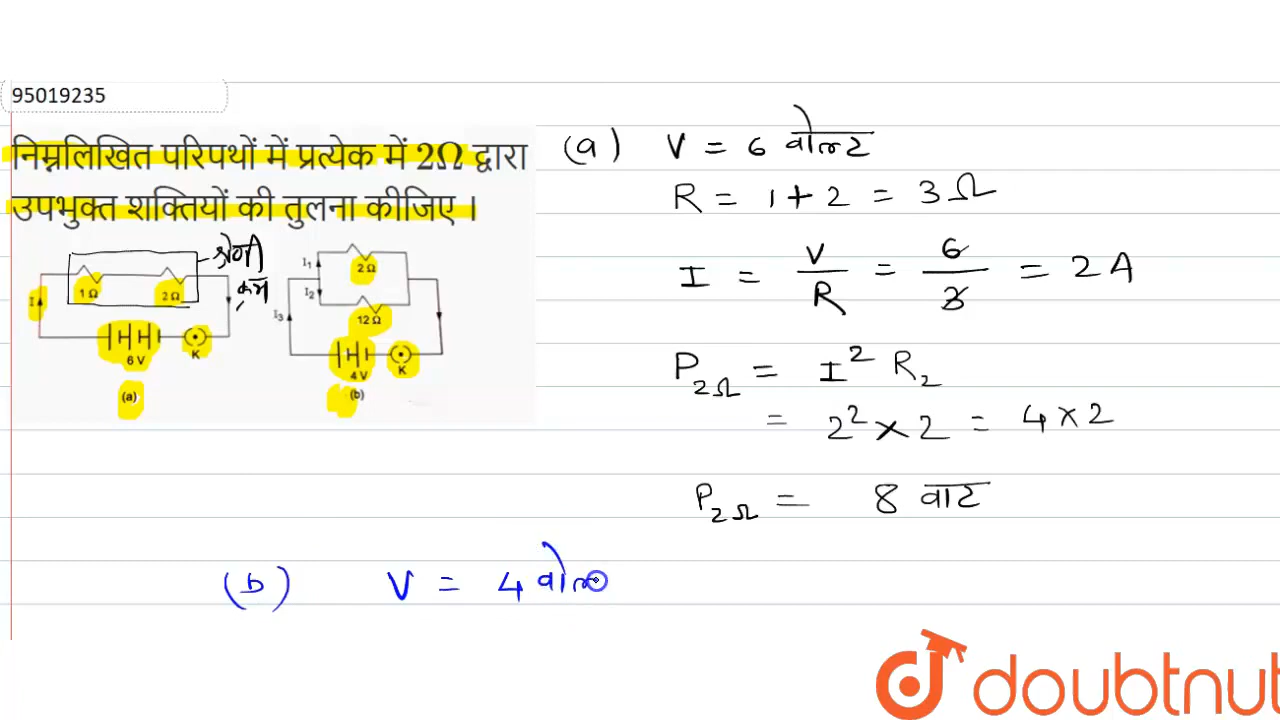 95019235
निम्नलिखित परिपथों में प्रत्येक में 2Ω द्वारा
उपभुक्त शक्तियों की तुलना कीजिए ।
श्रेणी
क्रम
1 Ω
2 Ω
I
6 V
K
(a)
I₁
2 Ω
I₂
12 Ω
I₃
4 V
K
(b)
(a) V = 6 वोल्ट
R = 1 + 2 = 3 Ω
I = V/R = 6/3 = 2 A
P₂Ω = I² R₂
= 2² × 2 = 4 × 2
P₂Ω = 8 वाट
(b) V = 4 वोल
doubtnut